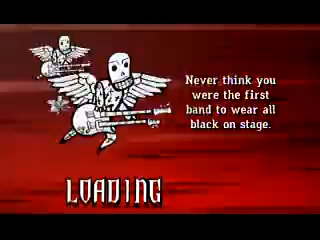 Never think you
were the first
band to wear all
black on stage.
LOADING